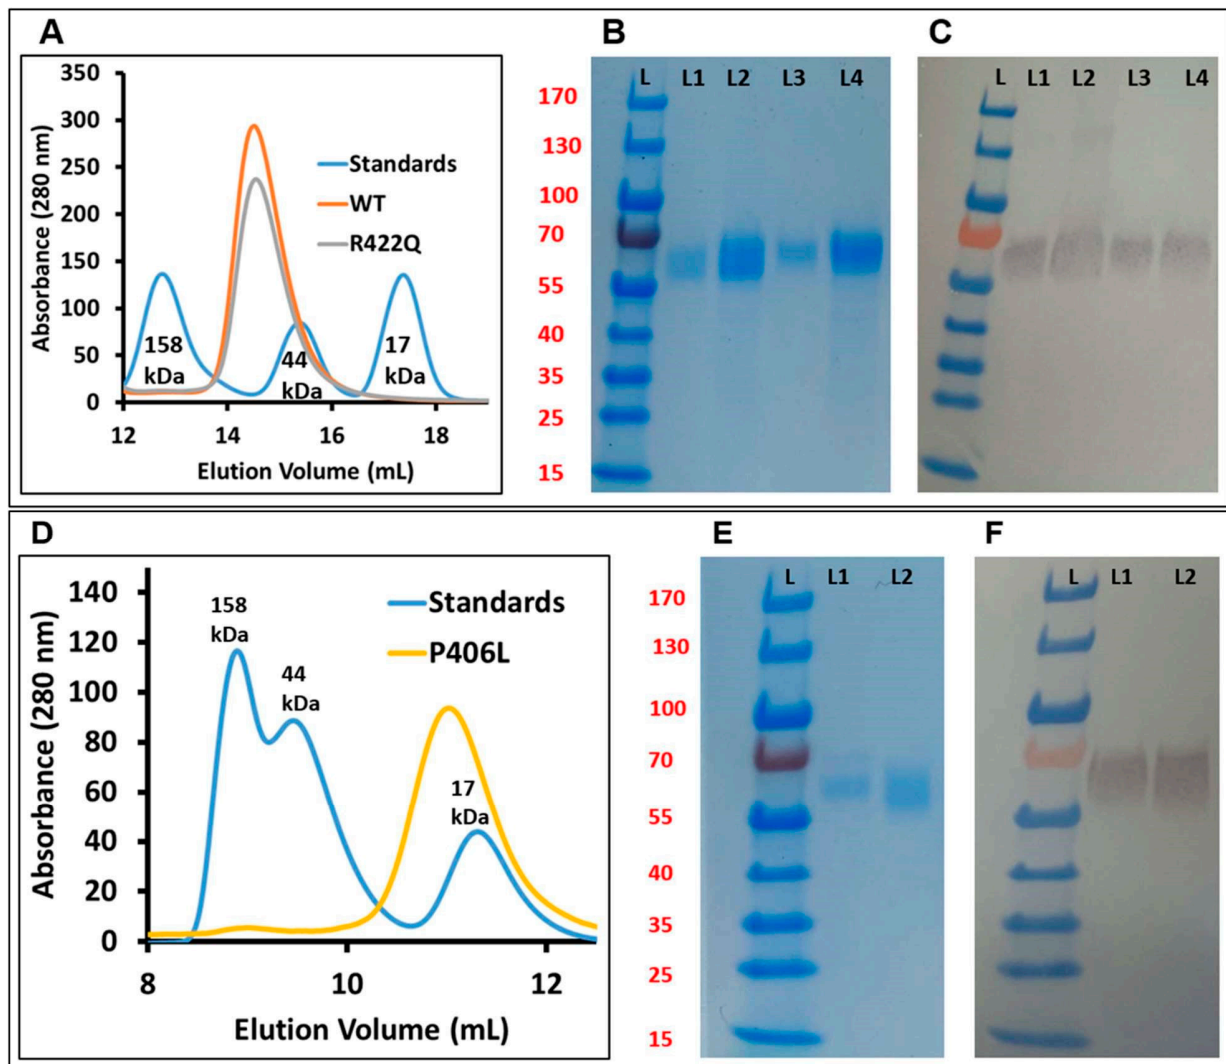 A
350
300
250
200
150
100
50
0
Absorbance (280 nm)
Standards
WT
R422Q
158
kDa
44
kDa
17
kDa
12
14
16
18
Elution Volume (mL)
B
L
L1
L2
L3
L4
170
130
100
70
55
40
35
25
15
C
L
L1
L2
L3
L4
D
140
120
100
80
60
40
20
0
Absorbance (280 nm)
Standards
P406L
158
kDa
44
kDa
17
kDa
8
10
12
Elution Volume (mL)
E
L
L1
L2
170
130
100
70
55
40
35
25
15
F
L
L1
L2